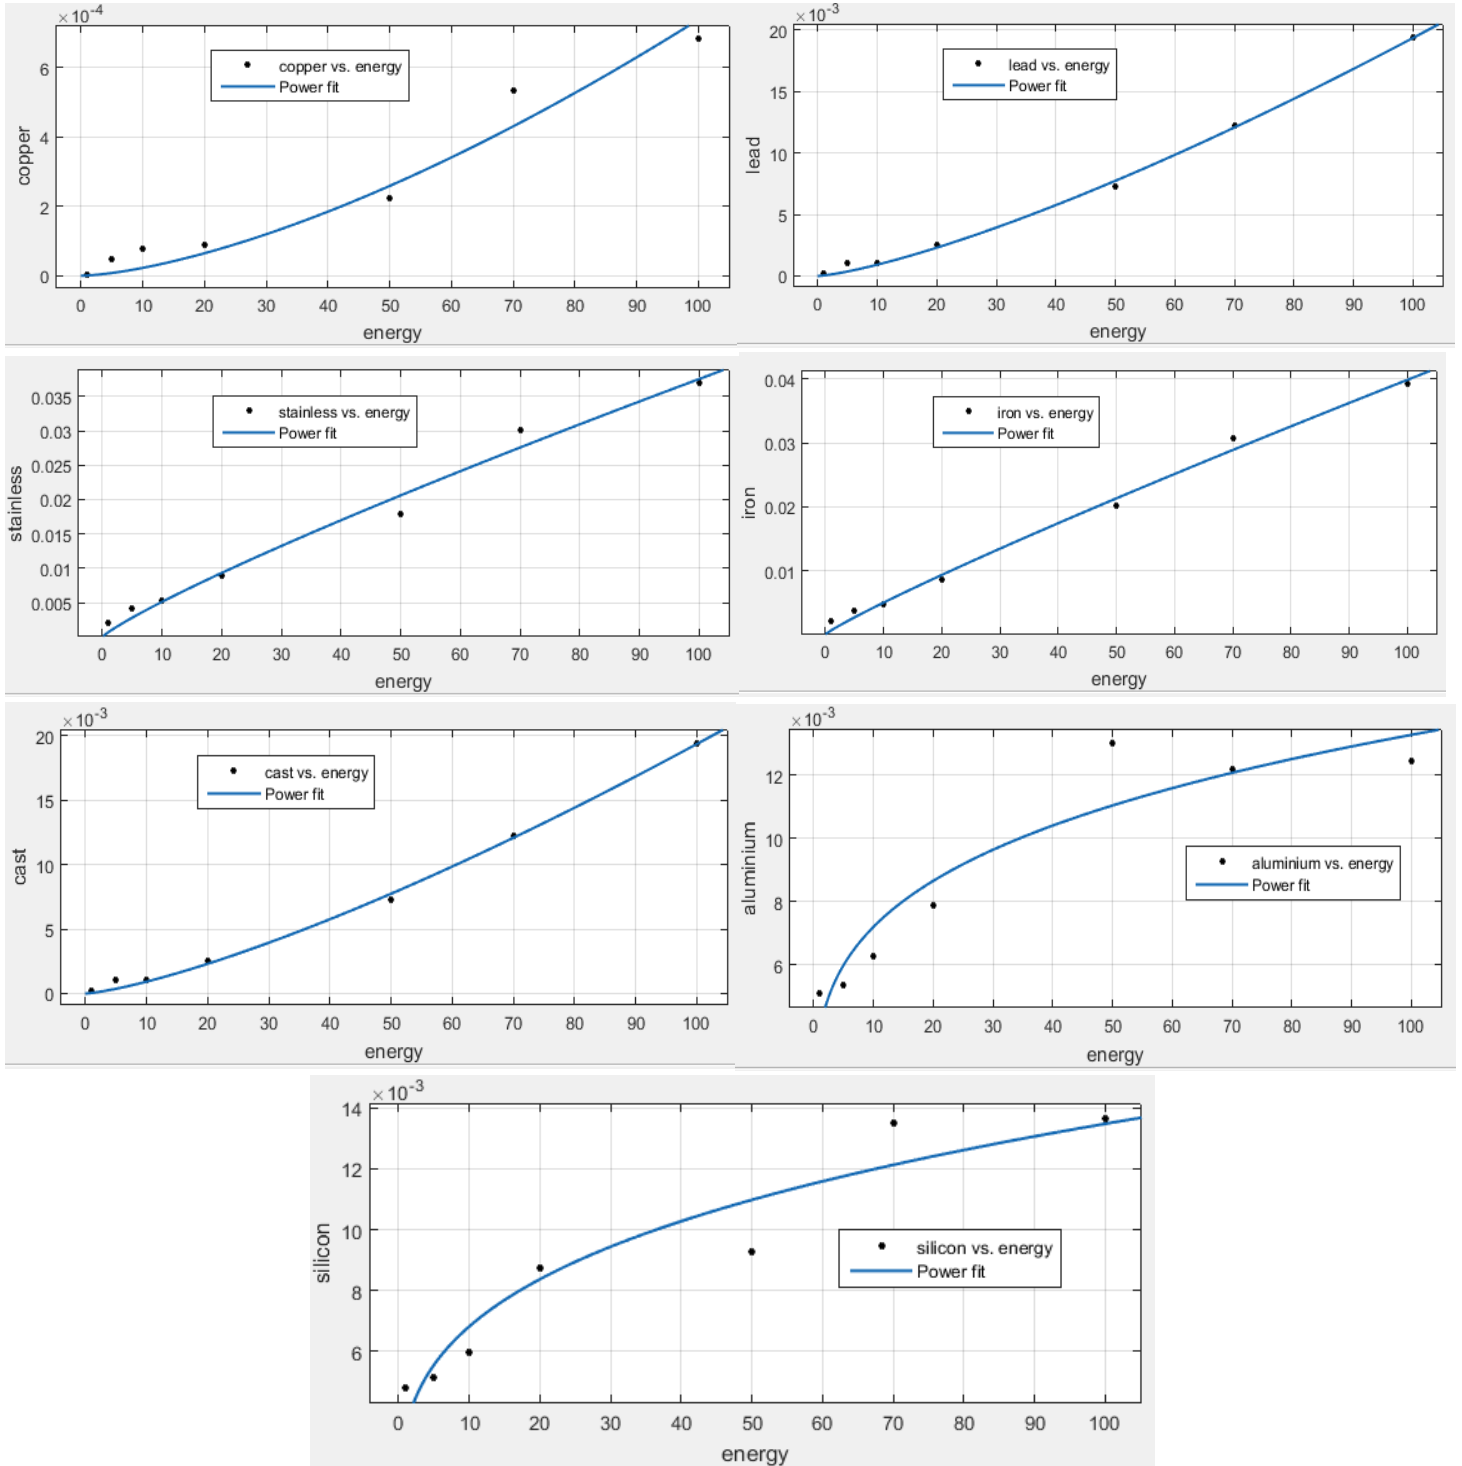 ×10-4
6
4
2
0
copper
copper vs. energy
Power fit
0 10 20 30 40 50 60 70 80 90 100
energy
×10-3
20
15
10
5
0
lead
lead vs. energy
Power fit
0 10 20 30 40 50 60 70 80 90 100
energy
0.035
0.03
0.025
0.02
0.015
0.01
0.005
stainless
stainless vs. energy
Power fit
0 10 20 30 40 50 60 70 80 90 100
energy
0.04
0.03
0.02
0.01
iron
iron vs. energy
Power fit
0 10 20 30 40 50 60 70 80 90 100
energy
×10-3
20
15
10
5
0
cast
cast vs. energy
Power fit
0 10 20 30 40 50 60 70 80 90 100
energy
×10-3
12
10
8
6
aluminium
aluminium vs. energy
Power fit
0 10 20 30 40 50 60 70 80 90 100
energy
×10-3
14
12
10
8
6
silicon
silicon vs. energy
Power fit
0 10 20 30 40 50 60 70 80 90 100
energy